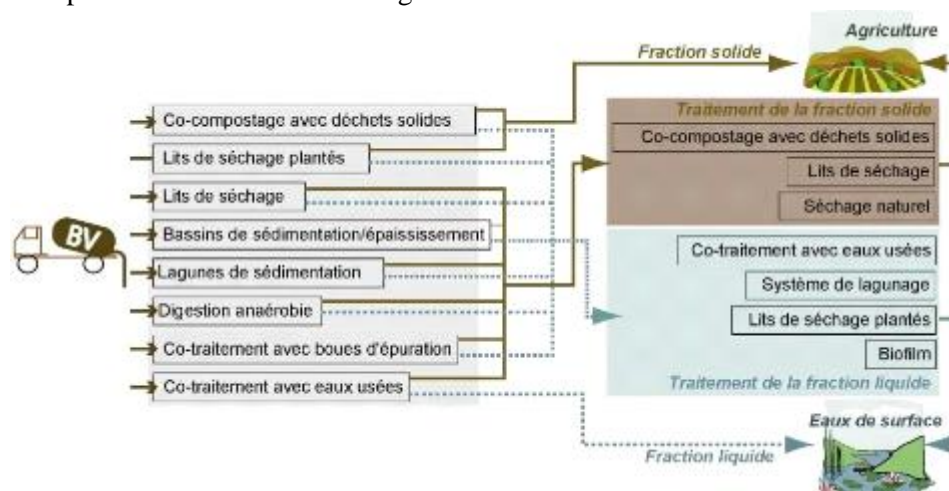 Agriculture
Fraction solide
Traitement de la fraction solide
Co-compostage avec déchets solides
Co-compostage avec déchets solides
Lits de séchage plantés
Lits de séchage
Lits de séchage
Séchage naturel
BV
Bassins de sédimentation/épaississement
Co-traitement avec eaux usées
Lagunes de sédimentation
Système de lagunage
Digestion anaérobie
Lits de séchage plantés
Co-traitement avec boues d'épuration
Biofilm
Co-traitement avec eaux usées
Traitement de la fraction liquide
Eaux de surface
Fraction liquide